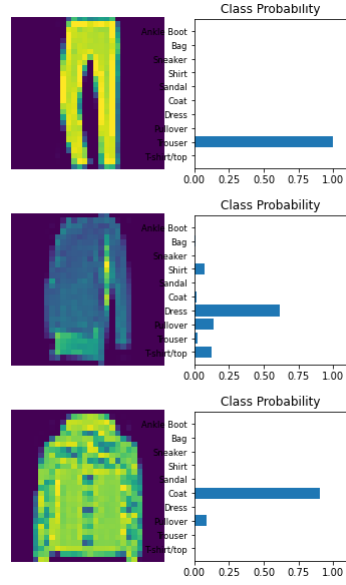 Class Probability
Ankle Boot
Bag
Sneaker
Shirt
Sandal
Coat
Dress
Pullover
Trouser
T-shirt/top
0.00 0.25 0.50 0.75 1.00
Class Probability
Ankle Boot
Bag
Sneaker
Shirt
Sandal
Coat
Dress
Pullover
Trouser
T-shirt/top
0.00 0.25 0.50 0.75 1.00
Class Probability
Ankle Boot
Bag
Sneaker
Shirt
Sandal
Coat
Dress
Pullover
Trouser
T-shirt/top
0.00 0.25 0.50 0.75 1.00